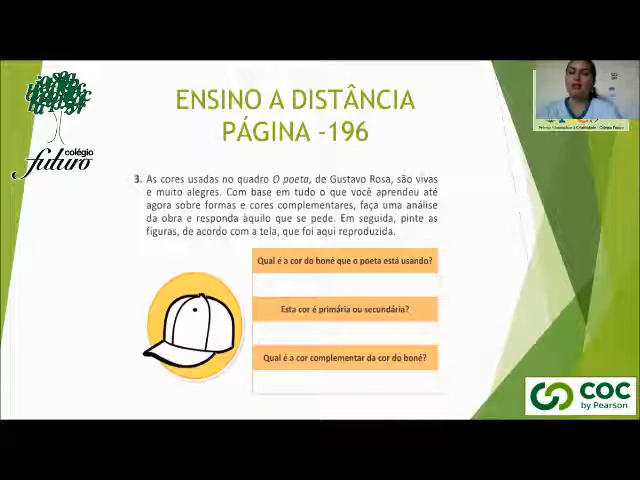 colégio
futuro
ENSINO A DISTÂNCIA
PÁGINA -196
3. As cores usadas no quadro O poeta, de Gustavo Rosa, são vivas
e muito alegres. Com base em tudo o que você aprendeu até
agora sobre formas e cores complementares, faça uma análise
da obra e responda àquilo que se pede. Em seguida, pinte as
figuras, de acordo com a tela, que foi aqui reproduzida.
Qual é a cor do boné que o poeta está usando?
Esta cor é primária ou secundária?
Qual é a cor complementar da cor do boné?
COC
by Pearson